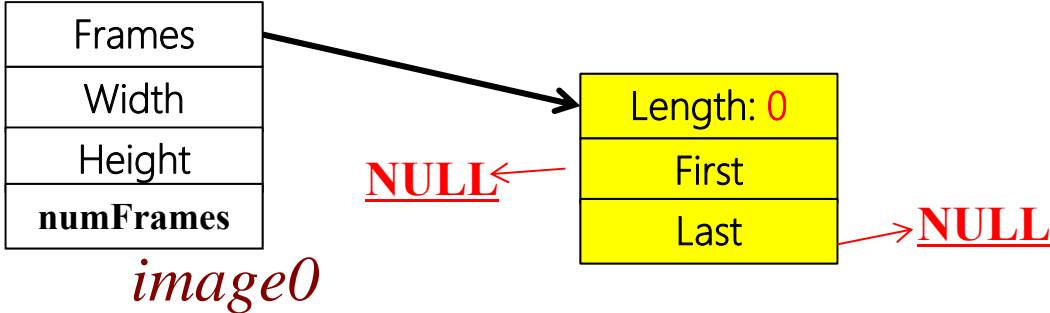 Frames
Width
Height
numFrames
image0
Length: 0
First
Last
NULL
NULL